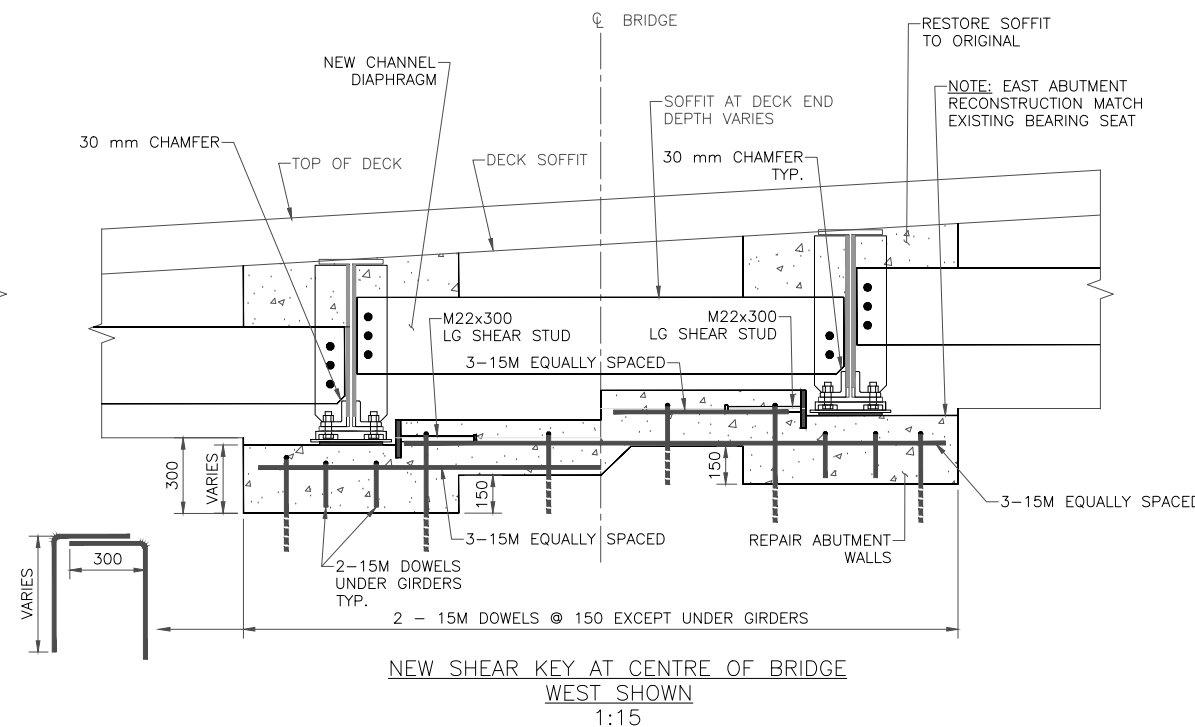 ℄ BRIDGE
RESTORE SOFFIT
TO ORIGINAL
NEW CHANNEL
DIAPHRAGM
NOTE: EAST ABUTMENT
RECONSTRUCTION MATCH
EXISTING BEARING SEAT
SOFFIT AT DECK END
DEPTH VARIES
30 mm CHAMFER
30 mm CHAMFER
TYP.
TOP OF DECK
DECK SOFFIT
M22x300
LG SHEAR STUD
M22x300
LG SHEAR STUD
3-15M EQUALLY SPACED
300
VARIES
150
150
3-15M EQUALLY SPACED
3-15M EQUALLY SPACED
REPAIR ABUTMENT
WALLS
2-15M DOWELS
UNDER GIRDERS
TYP.
VARIES
300
2 - 15M DOWELS @ 150 EXCEPT UNDER GIRDERS
NEW SHEAR KEY AT CENTRE OF BRIDGE
WEST SHOWN
1:15